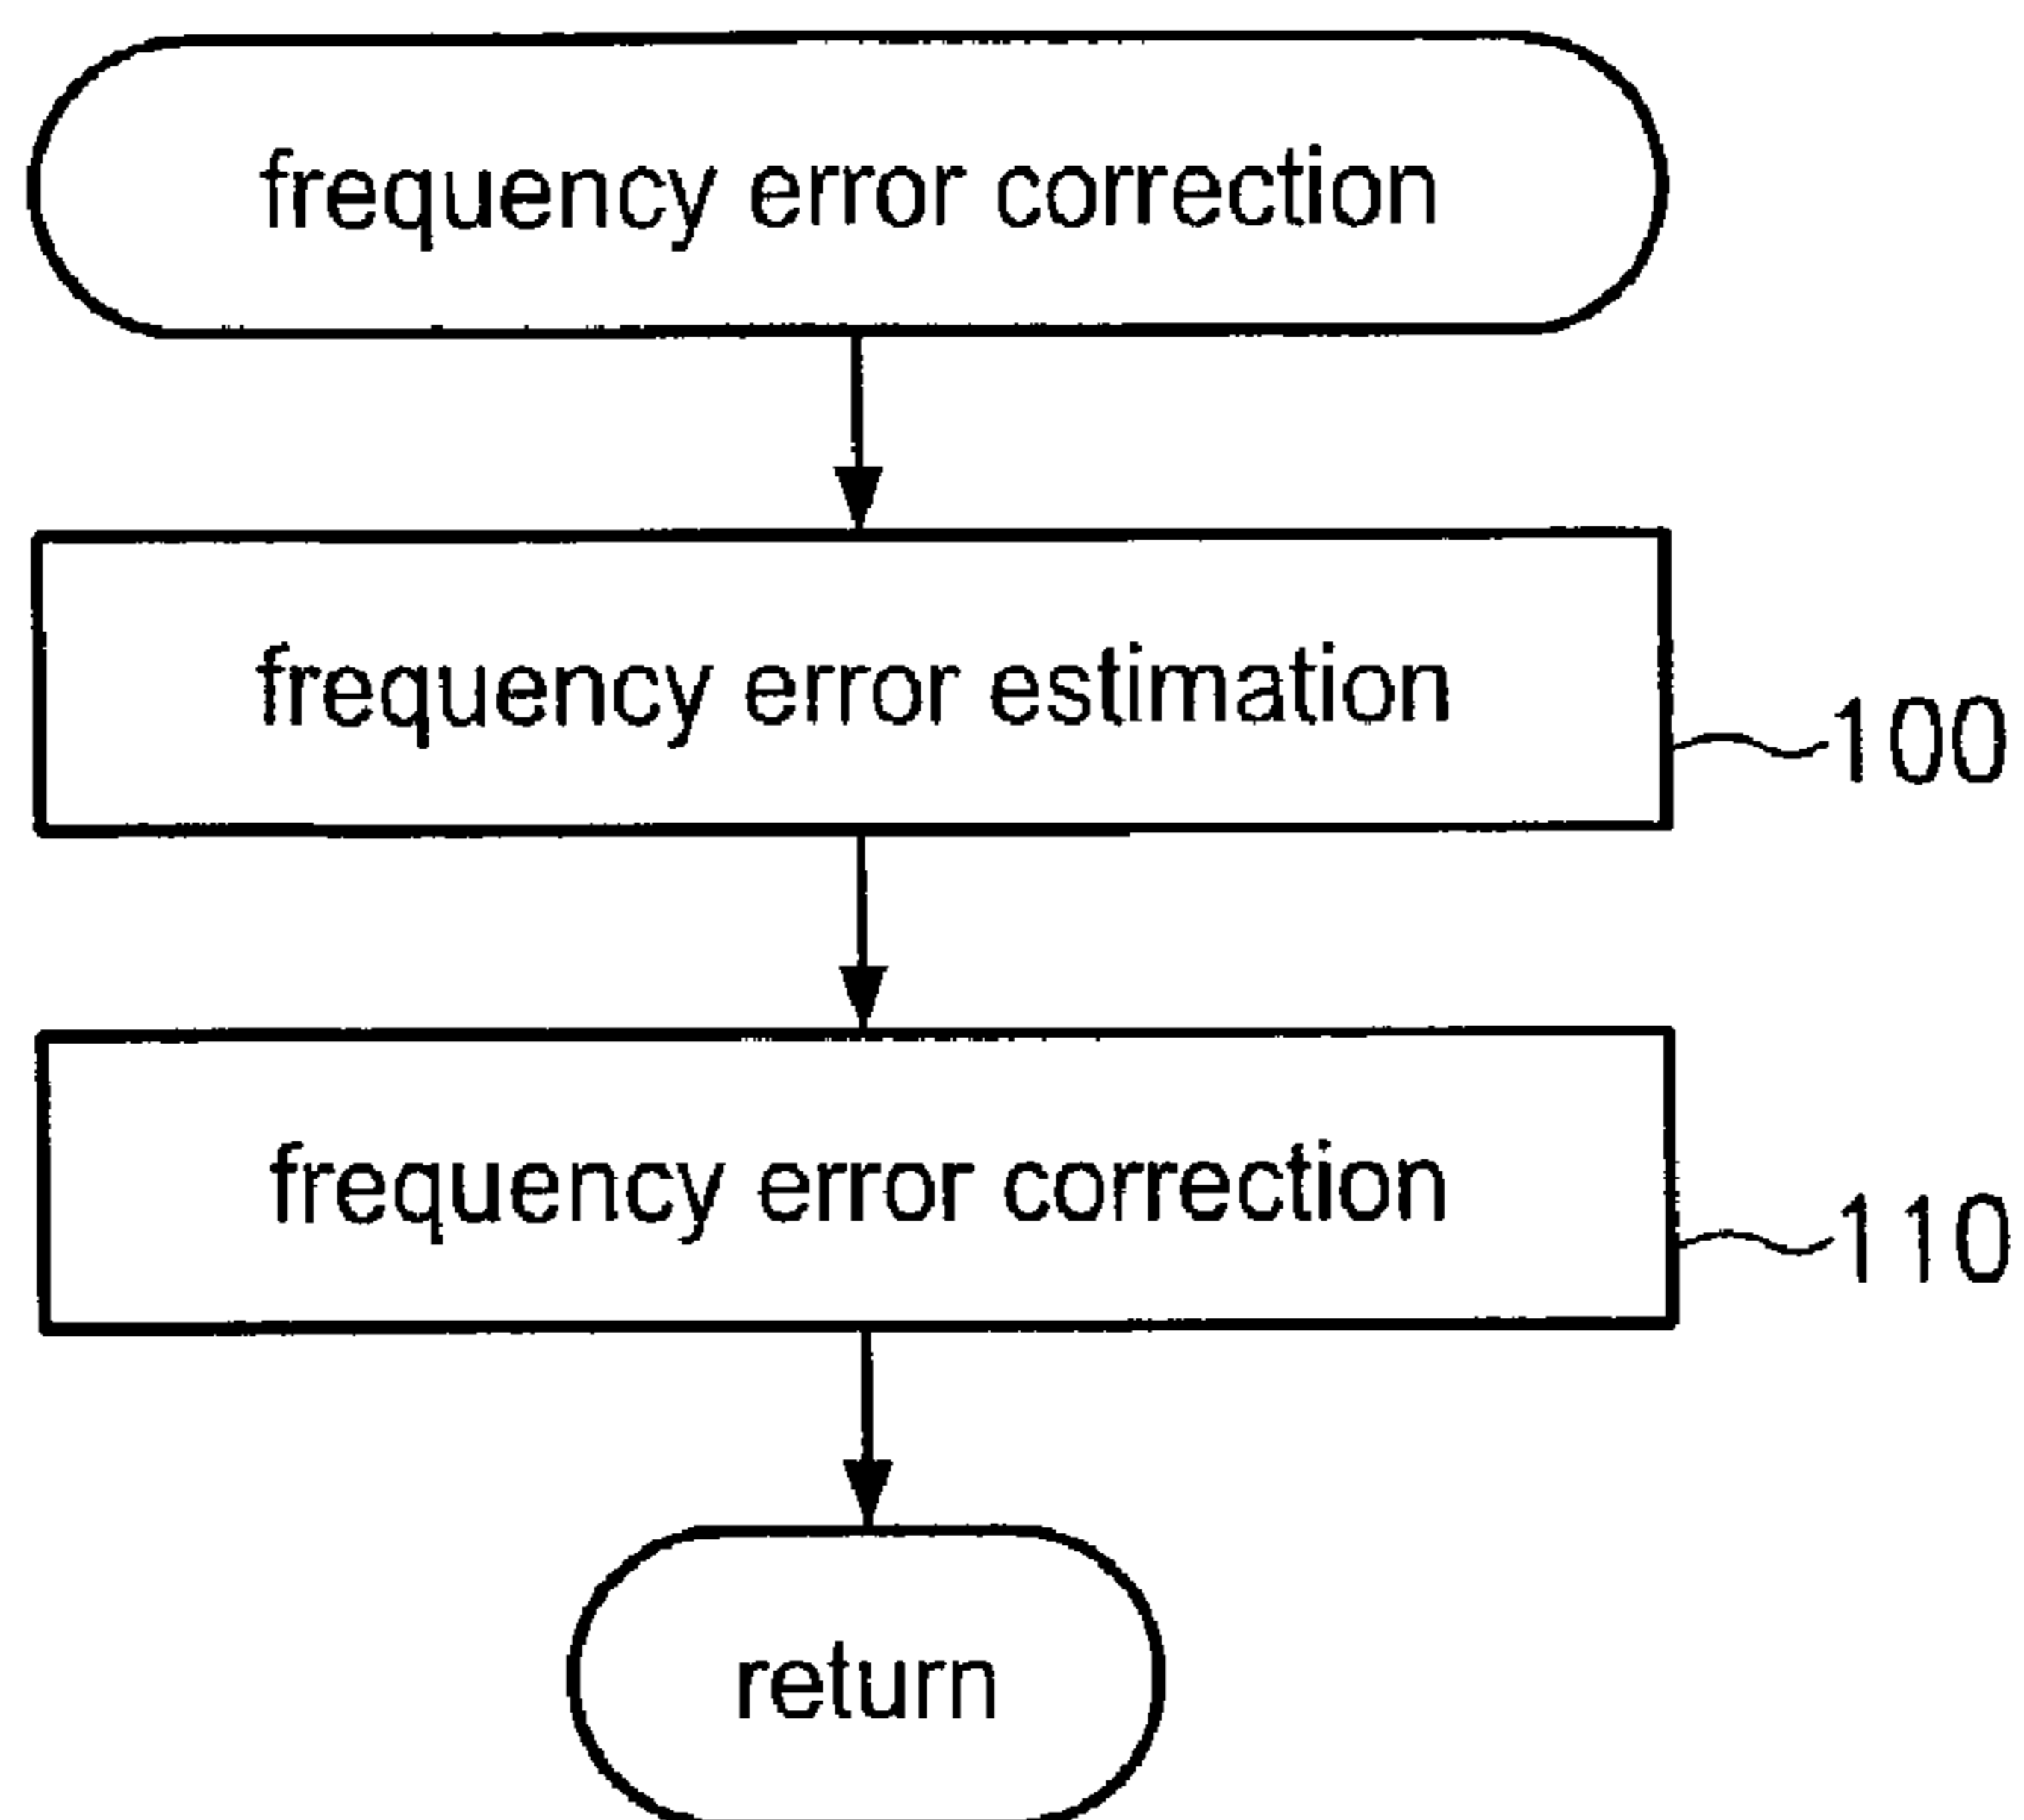 frequency error correction
frequency error estimation
100
frequency error correction
110
return